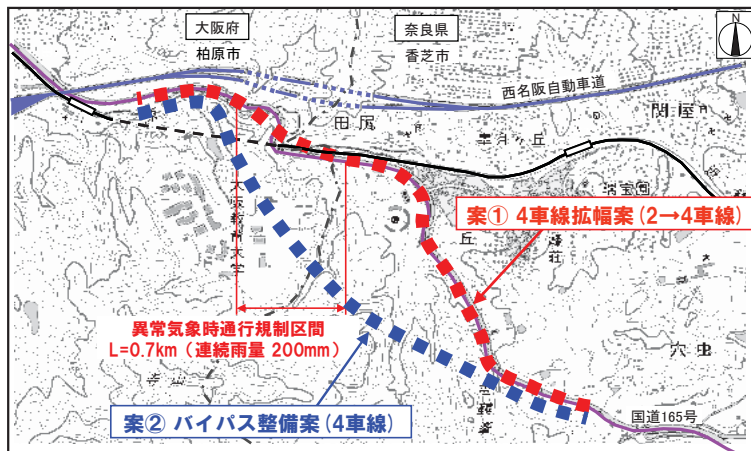 大阪府
柏原市
奈良県
香芝市
N
西名阪自動車道
関屋
田尻
大阪教育大学
案① 4車線拡幅案(2→4車線)
異常気象時通行規制区間
L=0.7km(連続雨量 200mm)
穴虫
案② バイパス整備案(4車線)
国道165号